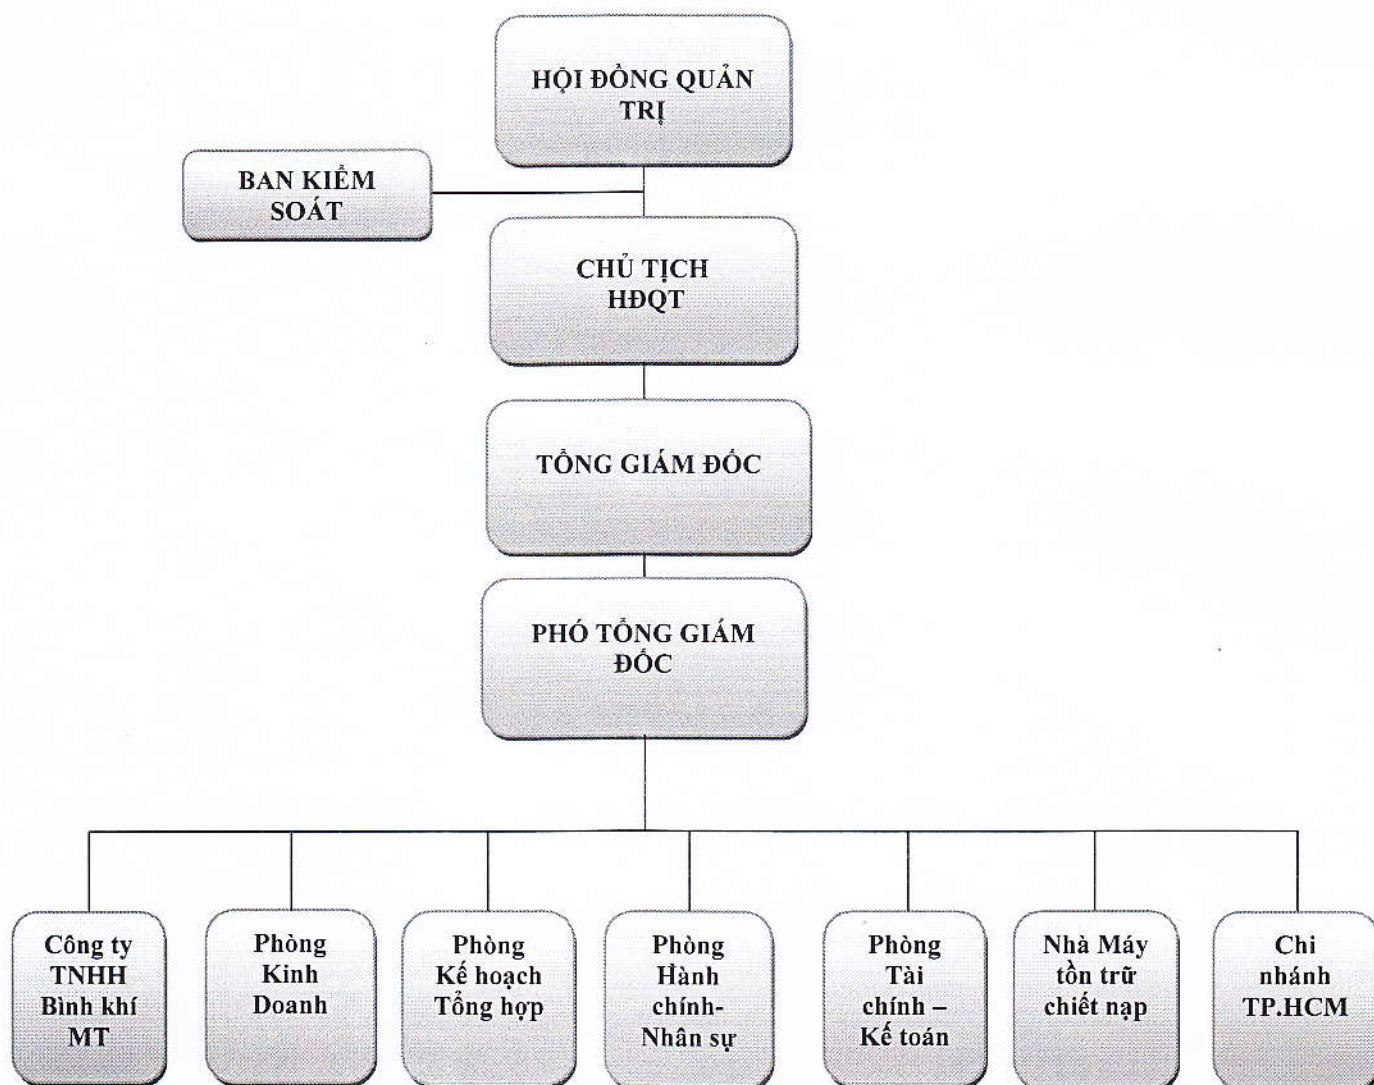 HỘI ĐỒNG QUẢN
TRỊ
BAN KIỂM
SOÁT
CHỦ TỊCH
HĐQT
TỔNG GIÁM ĐỐC
PHÓ TỔNG GIÁM
ĐỐC
Công ty
TNHH
Bình khí
MT
Phòng
Kinh
Doanh
Phòng
Kế hoạch
Tổng hợp
Phòng
Hành
chính-
Nhân sự
Phòng
Tài
chính –
Kế toán
Nhà Máy
tồn trữ
chiết nạp
Chi
nhánh
TP.HCM